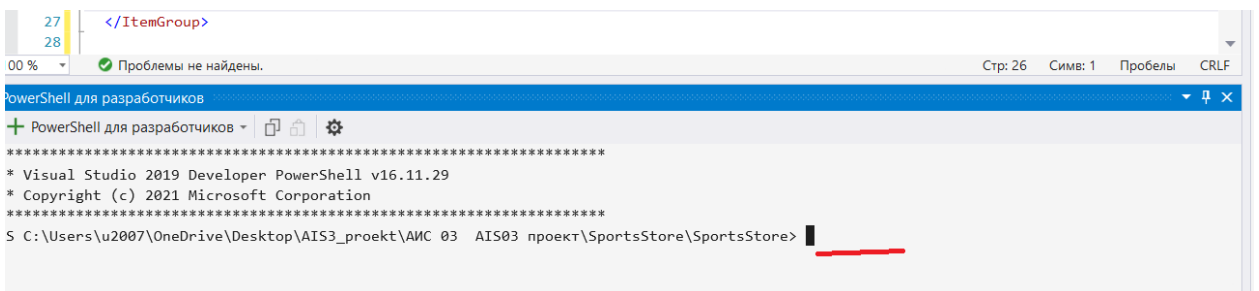 27 </ItemGroup>
28
00 % Проблемы не найдены. Стр: 26 Симв: 1 Пробелы CRLF
PowerShell для разработчиков
PowerShell для разработчиков
*********************************************************************
* Visual Studio 2019 Developer PowerShell v16.11.29
* Copyright (c) 2021 Microsoft Corporation
*********************************************************************
S C:\Users\u2007\OneDrive\Desktop\AIS3_proekt\АИС 03  AIS03 проект\SportsStore\SportsStore>